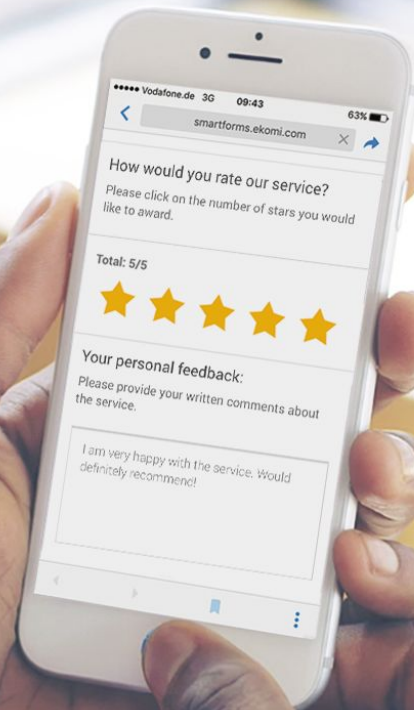 Vodafone.de 3G 09:43 63%
smartforms.ekomi.com
How would you rate our service?
Please click on the number of stars you would
like to award.
Total: 5/5
Your personal feedback:
Please provide your written comments about
the service.
I am very happy with the service. Would
definitely recommend!